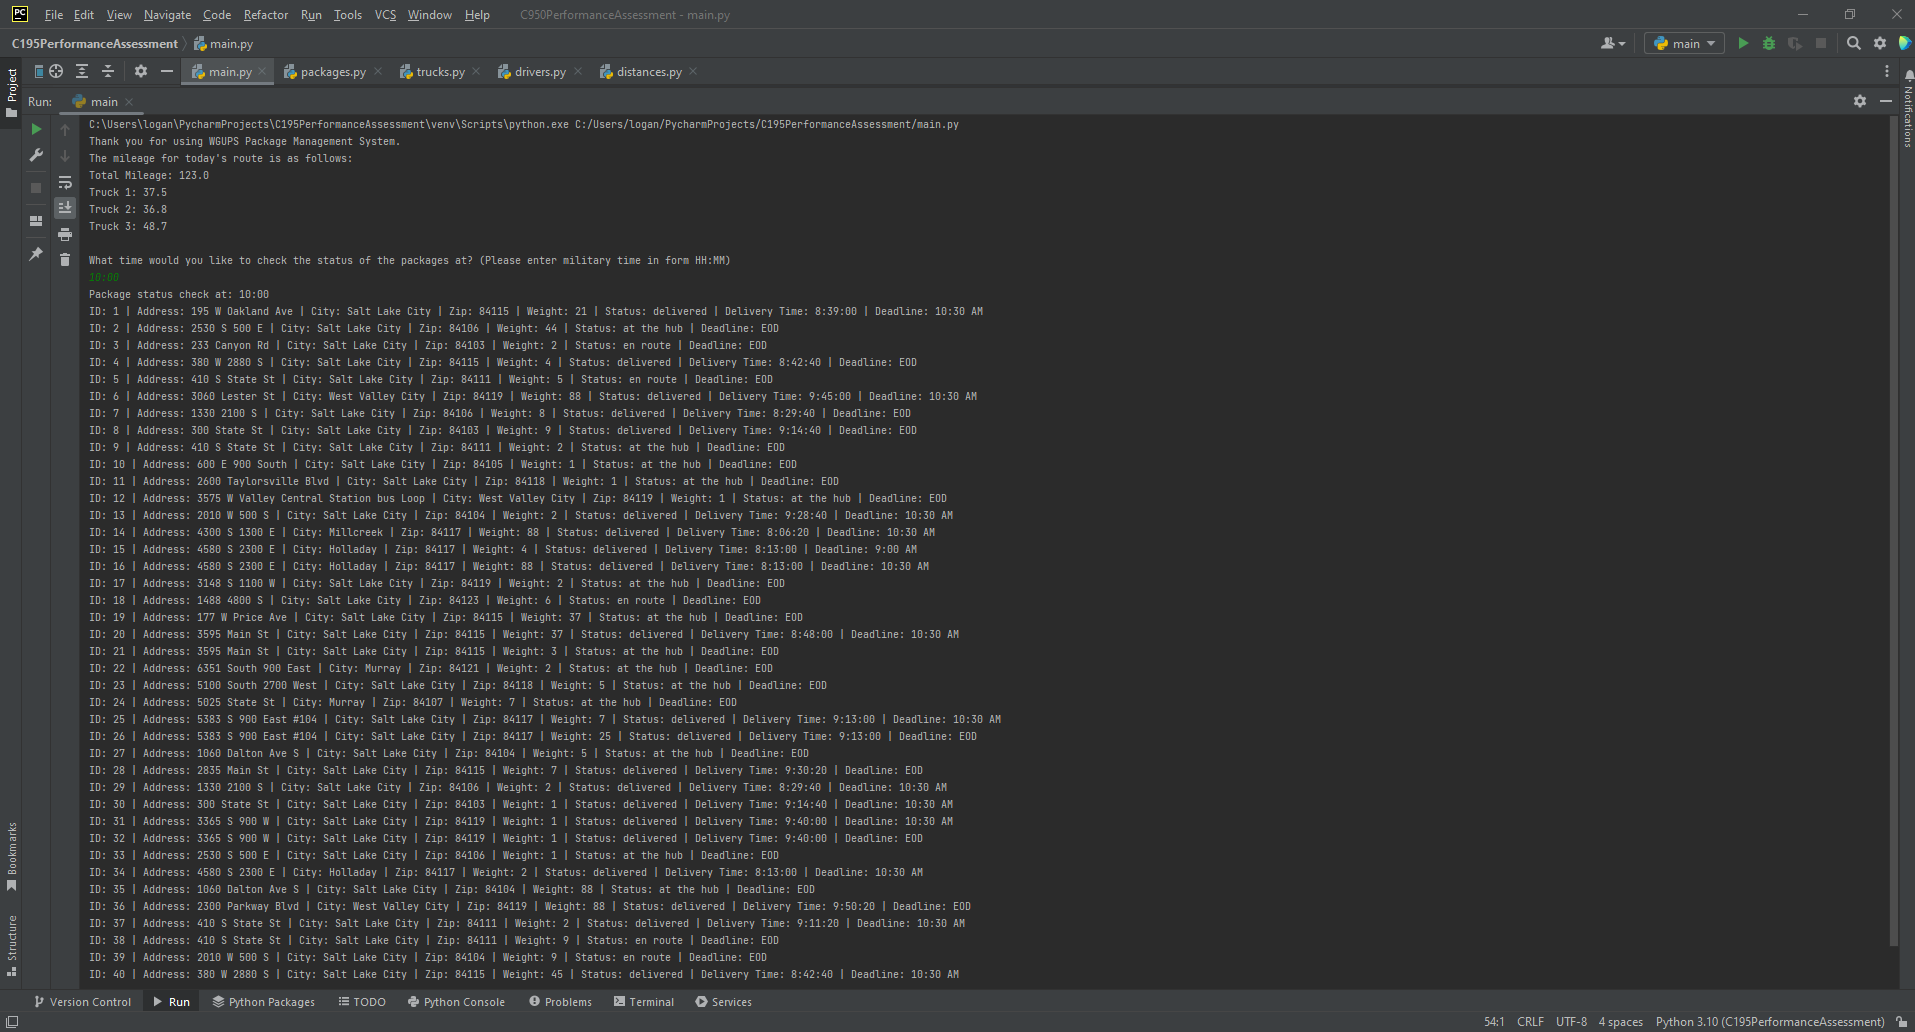 PC File Edit View Navigate Code Refactor Run Tools VCS Window Help C950PerformanceAssessment - main.py
C195PerformanceAssessment main.py main
Project main.py packages.py trucks.py drivers.py distances.py
Notifications
Run: main
C:\Users\logan\PycharmProjects\C195PerformanceAssessment\venv\Scripts\python.exe C:/Users/logan/PycharmProjects/C195PerformanceAssessment/main.py
Thank you for using WGUPS Package Management System.
The mileage for today's route is as follows:
Total Mileage: 123.0
Truck 1: 37.5
Truck 2: 36.8
Truck 3: 48.7
What time would you like to check the status of the packages at? (Please enter military time in form HH:MM)
10:00
Package status check at: 10:00
ID: 1 | Address: 195 W Oakland Ave | City: Salt Lake City | Zip: 84115 | Weight: 21 | Status: delivered | Delivery Time: 8:39:00 | Deadline: 10:30 AM
ID: 2 | Address: 2530 S 500 E | City: Salt Lake City | Zip: 84106 | Weight: 44 | Status: at the hub | Deadline: EOD
ID: 3 | Address: 233 Canyon Rd | City: Salt Lake City | Zip: 84103 | Weight: 2 | Status: en route | Deadline: EOD
ID: 4 | Address: 380 W 2880 S | City: Salt Lake City | Zip: 84115 | Weight: 4 | Status: delivered | Delivery Time: 8:42:40 | Deadline: EOD
ID: 5 | Address: 410 S State St | City: Salt Lake City | Zip: 84111 | Weight: 5 | Status: en route | Deadline: EOD
ID: 6 | Address: 3060 Lester St | City: West Valley City | Zip: 84119 | Weight: 88 | Status: delivered | Delivery Time: 9:45:00 | Deadline: 10:30 AM
ID: 7 | Address: 1330 2100 S | City: Salt Lake City | Zip: 84106 | Weight: 8 | Status: delivered | Delivery Time: 8:29:40 | Deadline: EOD
ID: 8 | Address: 300 State St | City: Salt Lake City | Zip: 84103 | Weight: 9 | Status: delivered | Delivery Time: 9:14:40 | Deadline: EOD
ID: 9 | Address: 410 S State St | City: Salt Lake City | Zip: 84111 | Weight: 2 | Status: at the hub | Deadline: EOD
ID: 10 | Address: 600 E 900 South | City: Salt Lake City | Zip: 84105 | Weight: 1 | Status: at the hub | Deadline: EOD
ID: 11 | Address: 2600 Taylorsville Blvd | City: Salt Lake City | Zip: 84118 | Weight: 1 | Status: at the hub | Deadline: EOD
ID: 12 | Address: 3575 W Valley Central Station bus Loop | City: West Valley City | Zip: 84119 | Weight: 1 | Status: at the hub | Deadline: EOD
ID: 13 | Address: 2010 W 500 S | City: Salt Lake City | Zip: 84104 | Weight: 2 | Status: delivered | Delivery Time: 9:28:40 | Deadline: 10:30 AM
ID: 14 | Address: 4300 S 1300 E | City: Millcreek | Zip: 84117 | Weight: 88 | Status: delivered | Delivery Time: 8:06:20 | Deadline: 10:30 AM
ID: 15 | Address: 4580 S 2300 E | City: Holladay | Zip: 84117 | Weight: 4 | Status: delivered | Delivery Time: 8:13:00 | Deadline: 9:00 AM
ID: 16 | Address: 4580 S 2300 E | City: Holladay | Zip: 84117 | Weight: 88 | Status: delivered | Delivery Time: 8:13:00 | Deadline: 10:30 AM
ID: 17 | Address: 3148 S 1100 W | City: Salt Lake City | Zip: 84119 | Weight: 2 | Status: at the hub | Deadline: EOD
ID: 18 | Address: 1488 4800 S | City: Salt Lake City | Zip: 84123 | Weight: 6 | Status: en route | Deadline: EOD
ID: 19 | Address: 177 W Price Ave | City: Salt Lake City | Zip: 84115 | Weight: 37 | Status: at the hub | Deadline: EOD
ID: 20 | Address: 3595 Main St | City: Salt Lake City | Zip: 84115 | Weight: 37 | Status: delivered | Delivery Time: 8:48:00 | Deadline: 10:30 AM
ID: 21 | Address: 3595 Main St | City: Salt Lake City | Zip: 84115 | Weight: 3 | Status: at the hub | Deadline: EOD
ID: 22 | Address: 6351 South 900 East | City: Murray | Zip: 84121 | Weight: 2 | Status: at the hub | Deadline: EOD
ID: 23 | Address: 5100 South 2700 West | City: Salt Lake City | Zip: 84118 | Weight: 5 | Status: at the hub | Deadline: EOD
ID: 24 | Address: 5025 State St | City: Murray | Zip: 84107 | Weight: 7 | Status: at the hub | Deadline: EOD
ID: 25 | Address: 5383 S 900 East #104 | City: Salt Lake City | Zip: 84117 | Weight: 7 | Status: delivered | Delivery Time: 9:13:00 | Deadline: 10:30 AM
ID: 26 | Address: 5383 S 900 East #104 | City: Salt Lake City | Zip: 84117 | Weight: 25 | Status: delivered | Delivery Time: 9:13:00 | Deadline: EOD
ID: 27 | Address: 1060 Dalton Ave S | City: Salt Lake City | Zip: 84104 | Weight: 5 | Status: at the hub | Deadline: EOD
ID: 28 | Address: 2835 Main St | City: Salt Lake City | Zip: 84115 | Weight: 7 | Status: delivered | Delivery Time: 9:30:20 | Deadline: EOD
ID: 29 | Address: 1330 2100 S | City: Salt Lake City | Zip: 84106 | Weight: 2 | Status: delivered | Delivery Time: 8:29:40 | Deadline: 10:30 AM
ID: 30 | Address: 300 State St | City: Salt Lake City | Zip: 84103 | Weight: 1 | Status: delivered | Delivery Time: 9:14:40 | Deadline: 10:30 AM
ID: 31 | Address: 3365 S 900 W | City: Salt Lake City | Zip: 84119 | Weight: 1 | Status: delivered | Delivery Time: 9:40:00 | Deadline: 10:30 AM
ID: 32 | Address: 3365 S 900 W | City: Salt Lake City | Zip: 84119 | Weight: 1 | Status: delivered | Delivery Time: 9:40:00 | Deadline: EOD
ID: 33 | Address: 2530 S 500 E | City: Salt Lake City | Zip: 84106 | Weight: 1 | Status: at the hub | Deadline: EOD
ID: 34 | Address: 4580 S 2300 E | City: Holladay | Zip: 84117 | Weight: 2 | Status: delivered | Delivery Time: 8:13:00 | Deadline: 10:30 AM
ID: 35 | Address: 1060 Dalton Ave S | City: Salt Lake City | Zip: 84104 | Weight: 88 | Status: at the hub | Deadline: EOD
ID: 36 | Address: 2300 Parkway Blvd | City: West Valley City | Zip: 84119 | Weight: 88 | Status: delivered | Delivery Time: 9:50:20 | Deadline: EOD
ID: 37 | Address: 410 S State St | City: Salt Lake City | Zip: 84111 | Weight: 2 | Status: delivered | Delivery Time: 9:11:20 | Deadline: 10:30 AM
ID: 38 | Address: 410 S State St | City: Salt Lake City | Zip: 84111 | Weight: 9 | Status: en route | Deadline: EOD
ID: 39 | Address: 2010 W 500 S | City: Salt Lake City | Zip: 84104 | Weight: 9 | Status: en route | Deadline: EOD
ID: 40 | Address: 380 W 2880 S | City: Salt Lake City | Zip: 84115 | Weight: 45 | Status: delivered | Delivery Time: 8:42:40 | Deadline: 10:30 AM
Bookmarks
Structure
Version Control Run Python Packages TODO Python Console Problems Terminal Services
54:1 CRLF UTF-8 4 spaces Python 3.10 (C195PerformanceAssessment)